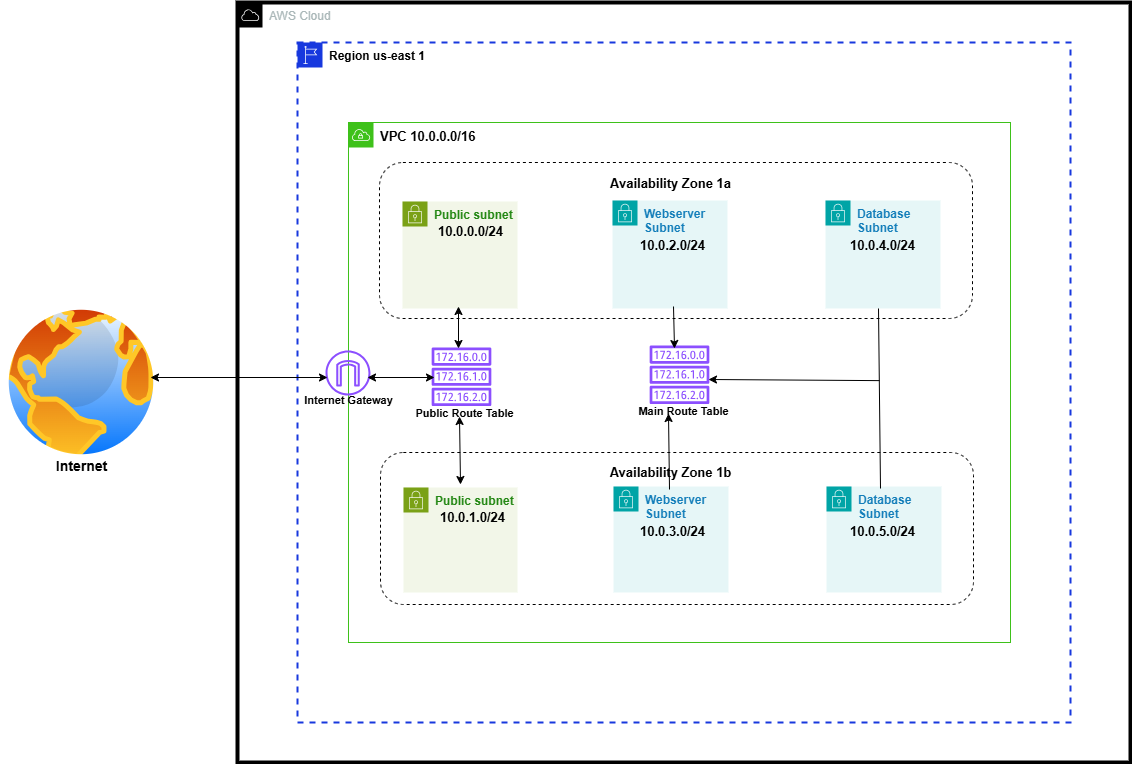 AWS Cloud
Region us-east 1
VPC 10.0.0.0/16
Availability Zone 1a
Public subnet
10.0.0.0/24
Webserver
Subnet
10.0.2.0/24
Database
Subnet
10.0.4.0/24
172.16.0.0
172.16.1.0
172.16.2.0
Public Route Table
172.16.0.0
172.16.1.0
172.16.2.0
Main Route Table
Internet Gateway
Internet
Availability Zone 1b
Public subnet
10.0.1.0/24
Webserver
Subnet
10.0.3.0/24
Database
Subnet
10.0.5.0/24